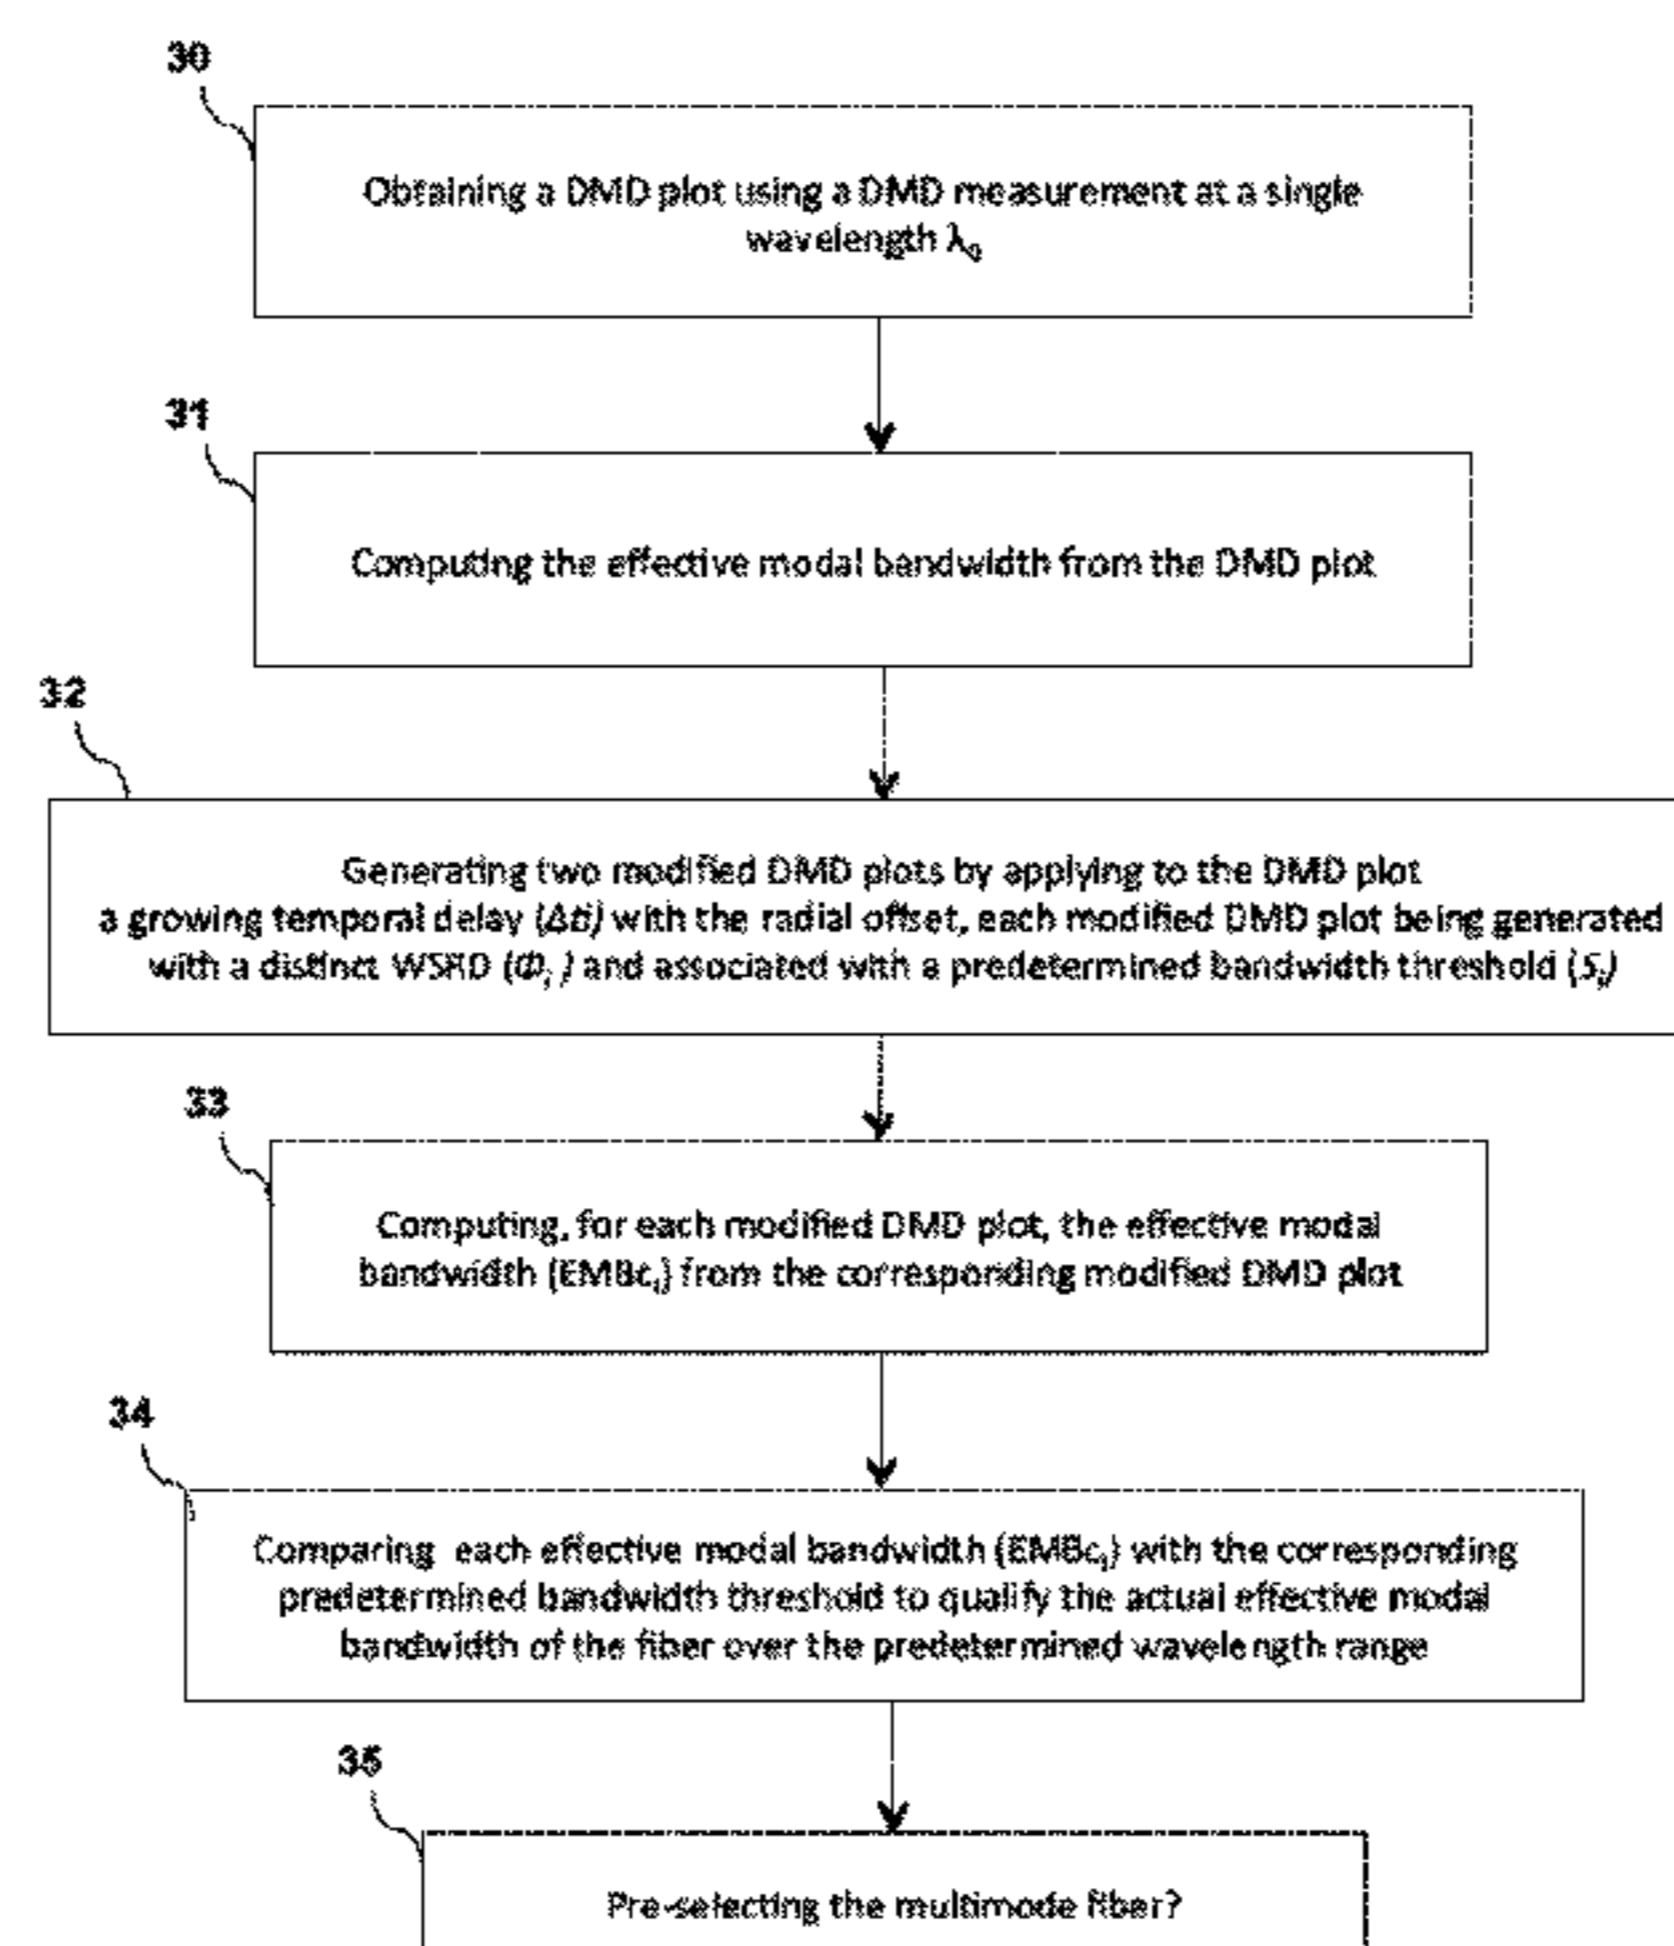 30
Obtaining a DMD plot using a DMD measurement at a single
wavelength λ₀
31
Computing the effective modal bandwidth from the DMD plot
32
Generating two modified DMD plots by applying to the DMD plot
a growing temporal delay (Δt) with the radial offset, each modified DMD plot being generated
with a distinct WSRD (Φᵢ) and associated with a predetermined bandwidth threshold (Sᵢ)
33
Computing, for each modified DMD plot, the effective modal
bandwidth (EMBcᵢ) from the corresponding modified DMD plot
34
Comparing each effective modal bandwidth (EMBcᵢ) with the corresponding
predetermined bandwidth threshold to qualify the actual effective modal
bandwidth of the fiber over the predetermined wavelength range
35
Pre-selecting the multimode fiber?